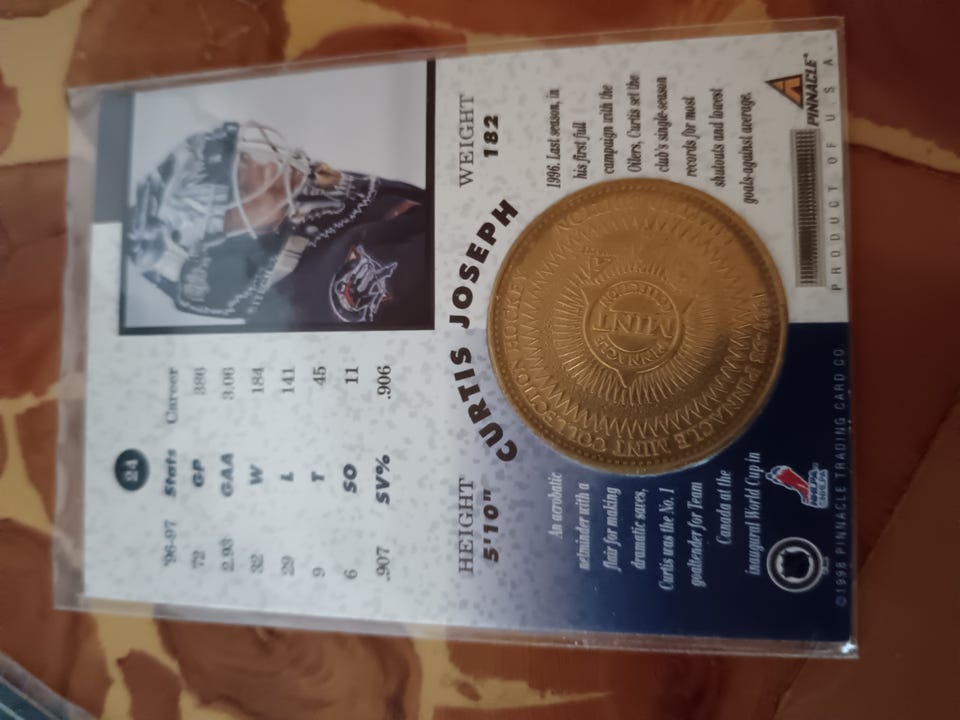 24
'96-97 Stats Career
72 GP 386
2.93 GAA 3.06
32 W 184
29 L 141
9 T 45
6 SO 11
.907 SV% .906
HEIGHT
5'10"
CURTIS JOSEPH
WEIGHT
182
An acrobatic
netminder with a
flair for making
dramatic saves,
Curtis was the No. 1
goaltender for Team
Canada at the
inaugural World Cup in
1996. Last season, in
his first full
campaign with the
Oilers, Curtis set the
club's single-season
records for most
shutouts and lowest
goals-against average.
PINNACLE MINT COLLECTION HOCKEY
PINNACLE
MINT
COLLECTION
PINNACLE
©1998 PINNACLE TRADING CARD CO.
PRODUCT OF U.S.A.